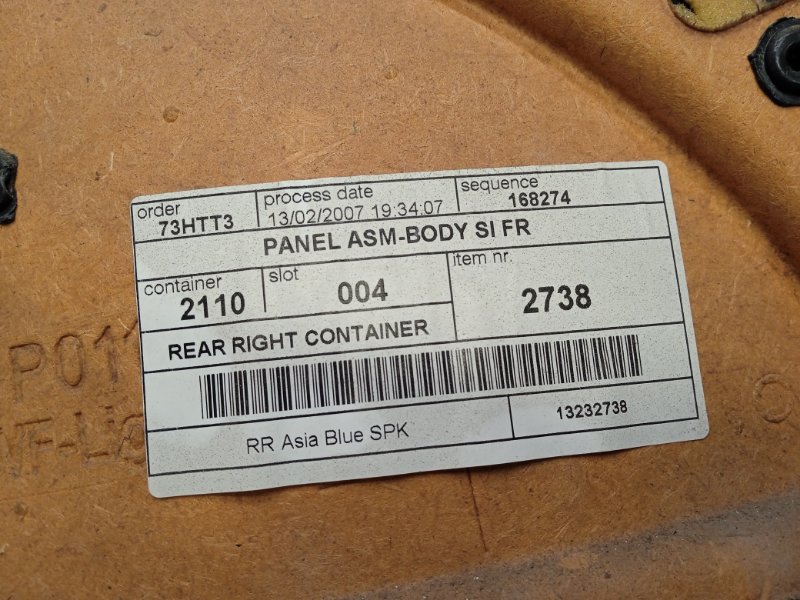 order
73HTT3
process date
13/02/2007 19:34:07
sequence
168274
PANEL ASM-BODY SI FR
container
2110
slot
004
item nr.
2738
REAR RIGHT CONTAINER
RR Asia Blue SPK
13232738